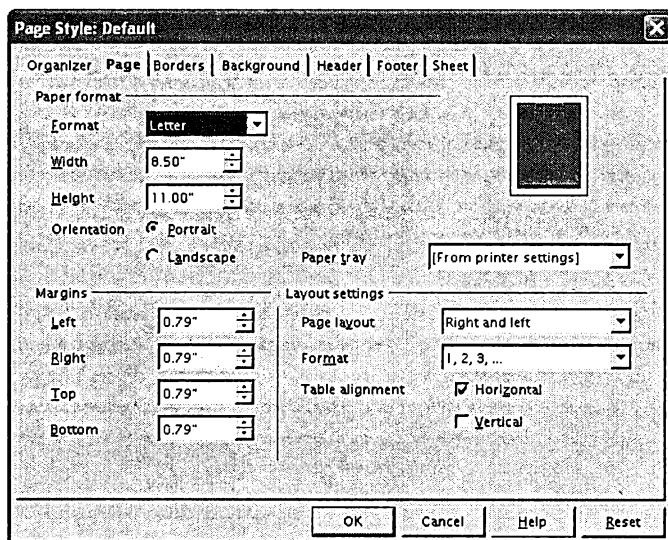 Page Style: Default
Organizer Page Borders Background Header Footer Sheet
Paper format
Format Letter
Width 8.50"
Height 11.00"
Orientation Portrait
Landscape
Paper tray [From printer settings]
Margins
Left 0.79"
Right 0.79"
Top 0.79"
Bottom 0.79"
Layout settings
Page layout Right and left
Format 1, 2, 3, ...
Table alignment Horizontal
Vertical
OK Cancel Help Reset